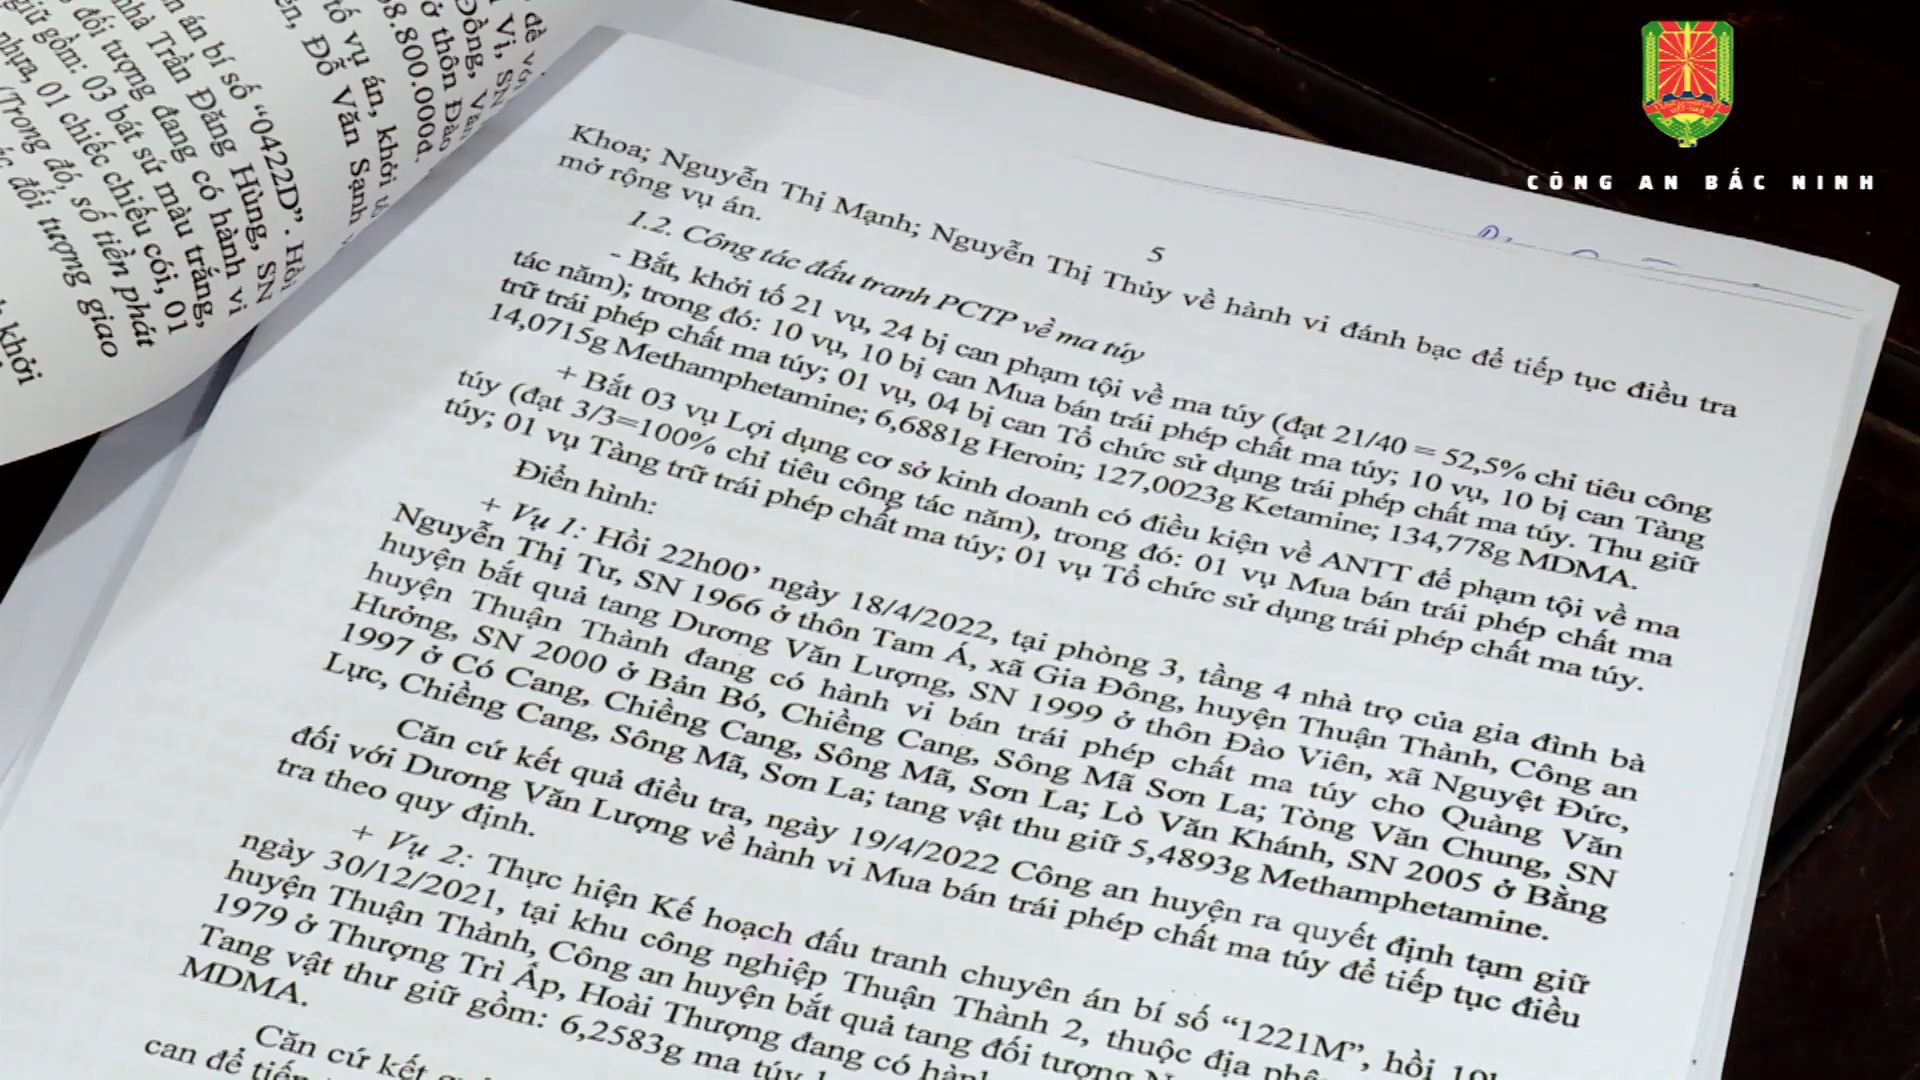 CÔNG AN BẮC NINH
đề với
Vi, SN
Đồng, Văn
ở thôn Đào
8.800.000đ.
tố vụ án, khởi tố
Đỗ Văn Sạnh
án bí số “0422D”. Hồi
nhà Trần Đăng Hùng, SN
đối tượng đang có hành vi
giữ gồm: 03 bát sứ màu trắng,
nhựa, 01 chiếc chiếu cói, 01
(Trong đó, số tiền phát
đối tượng giao
khởi
5
Khoa; Nguyễn Thị Mạnh; Nguyễn Thị Thủy về hành vi đánh bạc để tiếp tục điều tra
mở rộng vụ án.
1.2. Công tác đấu tranh PCTP về ma túy
- Bắt, khởi tố 21 vụ, 24 bị can phạm tội về ma túy (đạt 21/40 = 52,5% chỉ tiêu công
tác năm); trong đó: 10 vụ, 10 bị can Mua bán trái phép chất ma túy; 10 vụ, 10 bị can Tàng
trữ trái phép chất ma túy; 01 vụ, 04 bị can Tổ chức sử dụng trái phép chất ma túy. Thu giữ
14,0715g Methamphetamine; 6,6881g Heroin; 127,0023g Ketamine; 134,778g MDMA.
+ Bắt 03 vụ Lợi dụng cơ sở kinh doanh có điều kiện về ANTT để phạm tội về ma
túy (đạt 3/3=100% chỉ tiêu công tác năm), trong đó: 01 vụ Mua bán trái phép chất ma
túy; 01 vụ Tàng trữ trái phép chất ma túy; 01 vụ Tổ chức sử dụng trái phép chất ma túy.
Điển hình:
+ Vụ 1: Hồi 22h00’ ngày 18/4/2022, tại phòng 3, tầng 4 nhà trọ của gia đình bà
Nguyễn Thị Tư, SN 1966 ở thôn Tam Á, xã Gia Đông, huyện Thuận Thành, Công an
huyện bắt quả tang Dương Văn Lượng, SN 1999 ở thôn Đào Viên, xã Nguyệt Đức,
huyện Thuận Thành đang có hành vi bán trái phép chất ma túy cho Quàng Văn
Hưởng, SN 2000 ở Bản Bó, Chiềng Cang, Sông Mã Sơn La; Tòng Văn Chung, SN
1997 ở Có Cang, Chiềng Cang, Sông Mã, Sơn La; Lò Văn Khánh, SN 2005 ở Bằng
Lực, Chiềng Cang, Sông Mã, Sơn La; tang vật thu giữ 5,4893g Methamphetamine.
Căn cứ kết quả điều tra, ngày 19/4/2022 Công an huyện ra quyết định tạm giữ
đối với Dương Văn Lượng về hành vi Mua bán trái phép chất ma túy để tiếp tục điều
tra theo quy định.
+ Vụ 2: Thực hiện Kế hoạch đấu tranh chuyên án bí số “1221M”, hồi
ngày 30/12/2021, tại khu công nghiệp Thuận Thành 2, thuộc địa
huyện Thuận Thành, Công an huyện bắt quả tang đối tượng
1979 ở Thượng Trì Ấp, Hoài Thượng đang có
Tang vật thư giữ gồm: 6,2583g ma túy
MDMA.
Căn cứ kết
can để tiếp